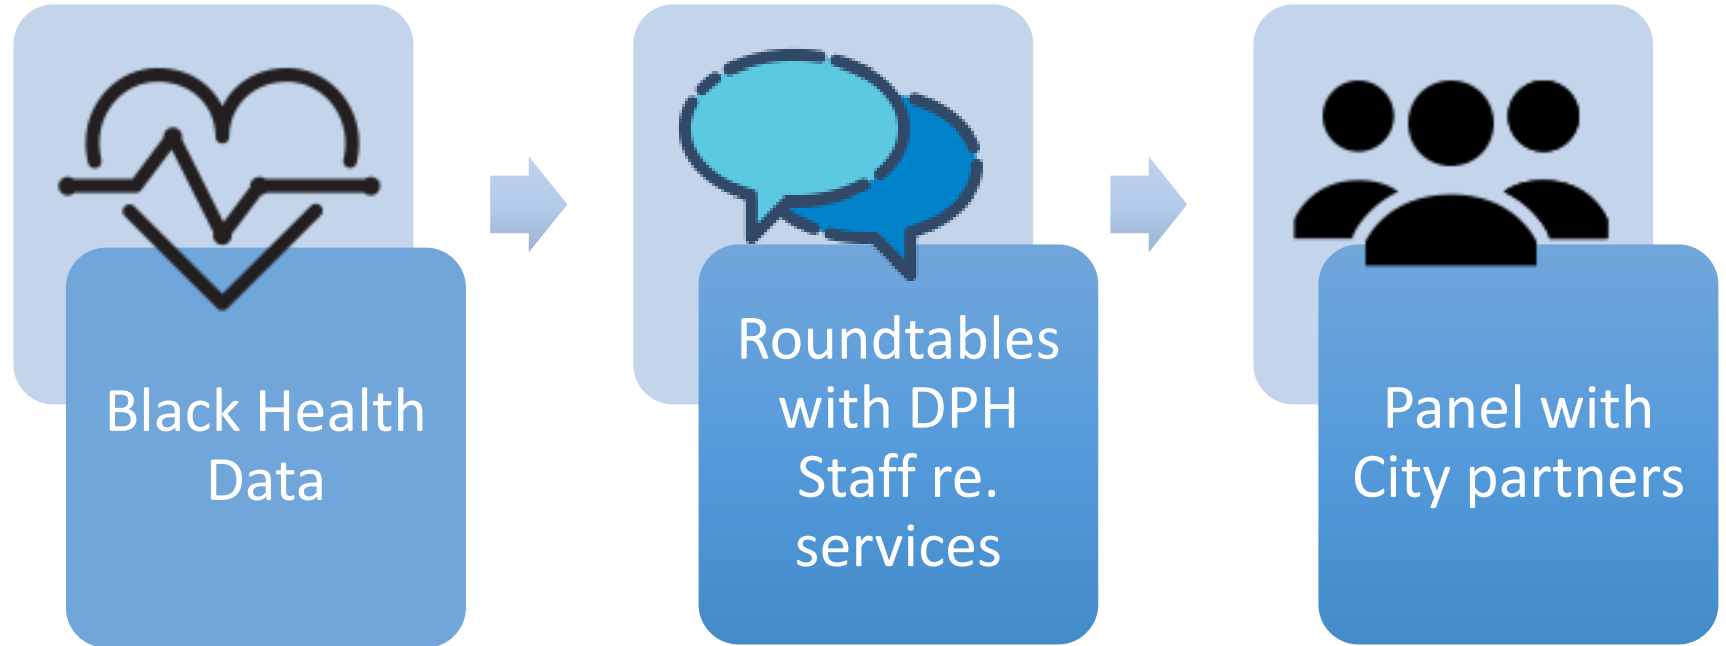 Black Health
Data
Roundtables
with DPH
Staff re.
services
Panel with
City partners